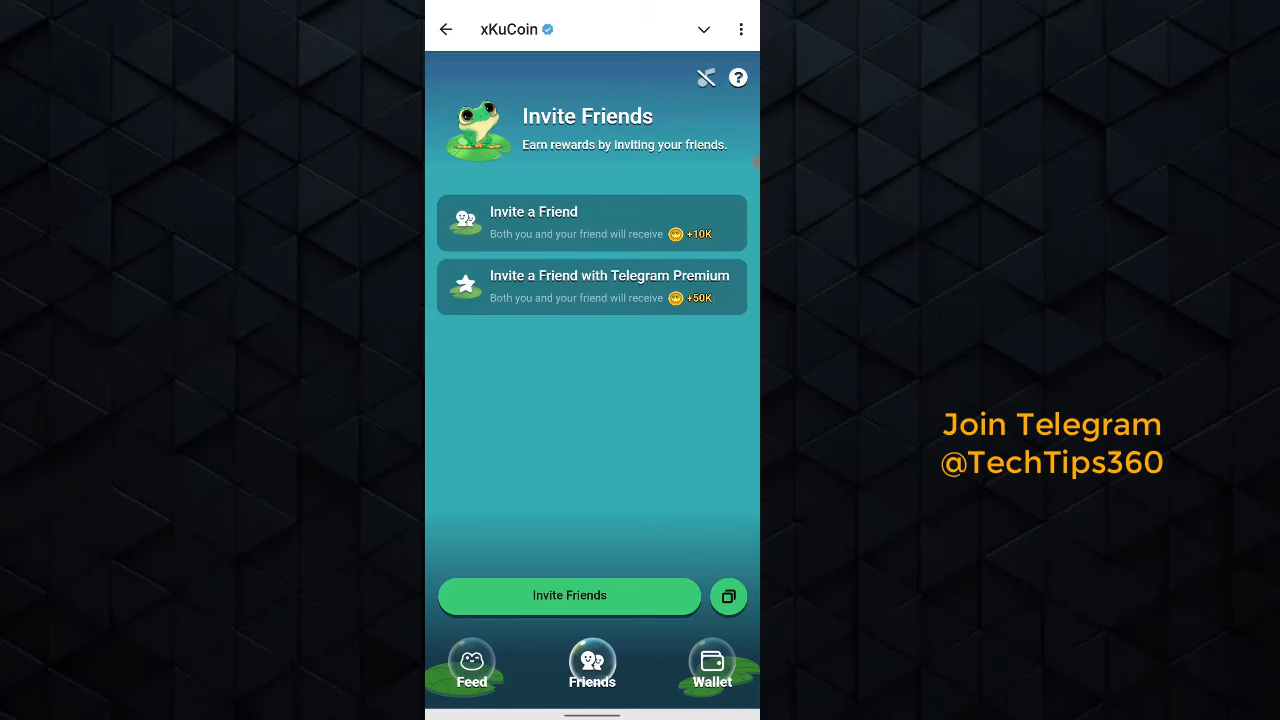 xKuCoin
Invite Friends
Earn rewards by inviting your friends.
Invite a Friend
Both you and your friend will receive +10K
Invite a Friend with Telegram Premium
Both you and your friend will receive +50K
Join Telegram
@TechTips360
Invite Friends
Feed
Friends
Wallet